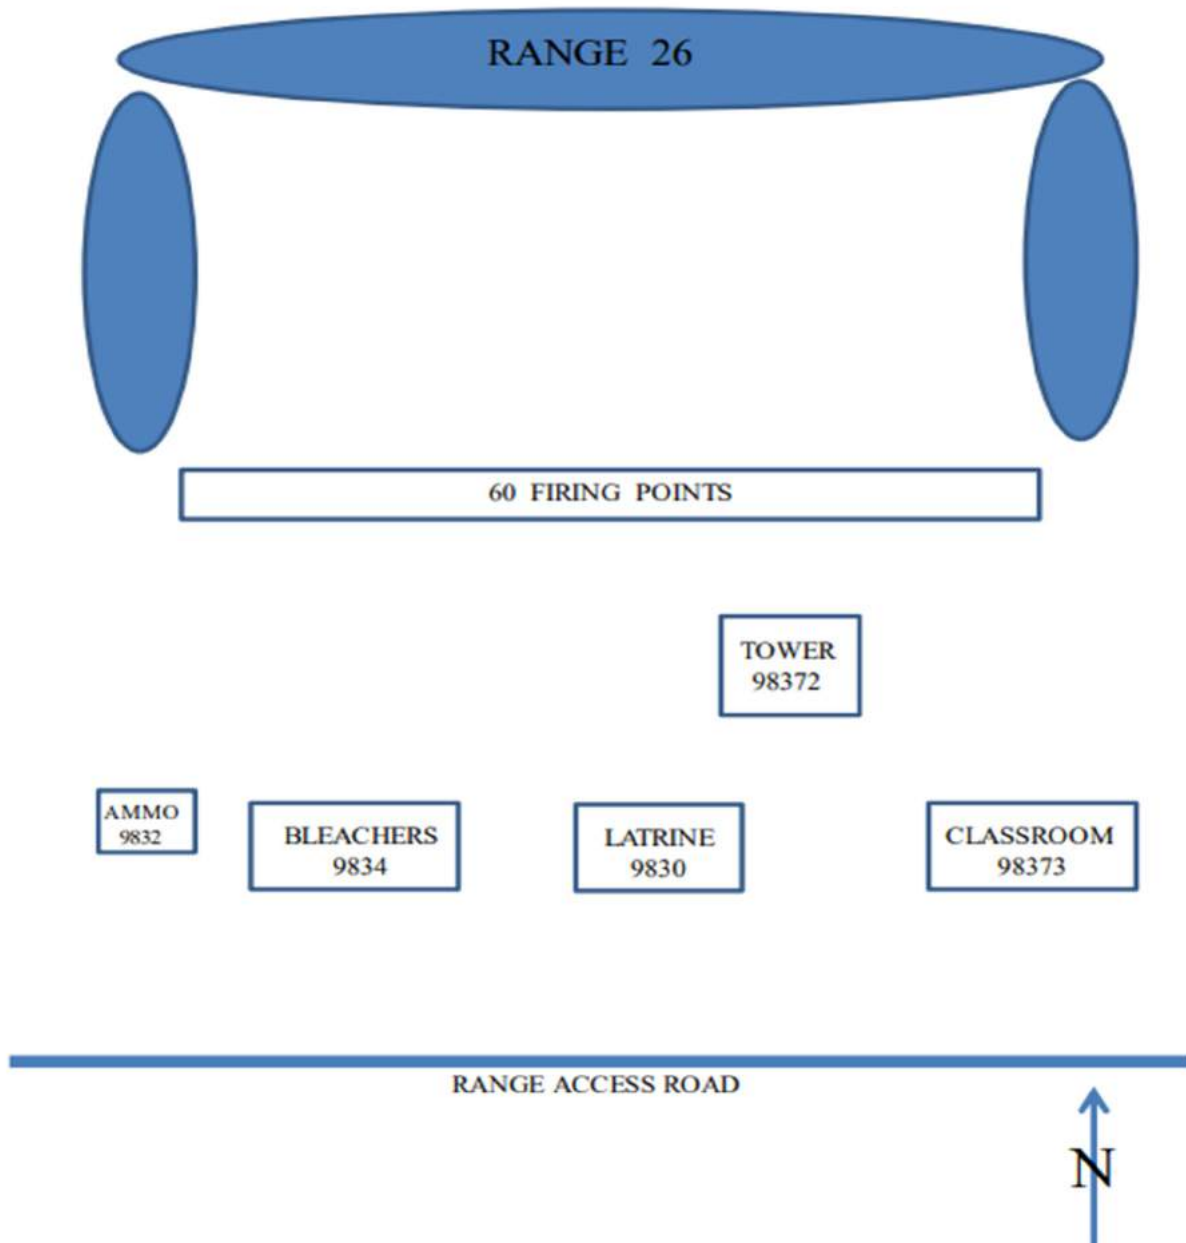 RANGE 26
60 FIRING POINTS
TOWER
98372
AMMO
9832
BLEACHERS
9834
LATRINE
9830
CLASSROOM
98373
RANGE ACCESS ROAD
N